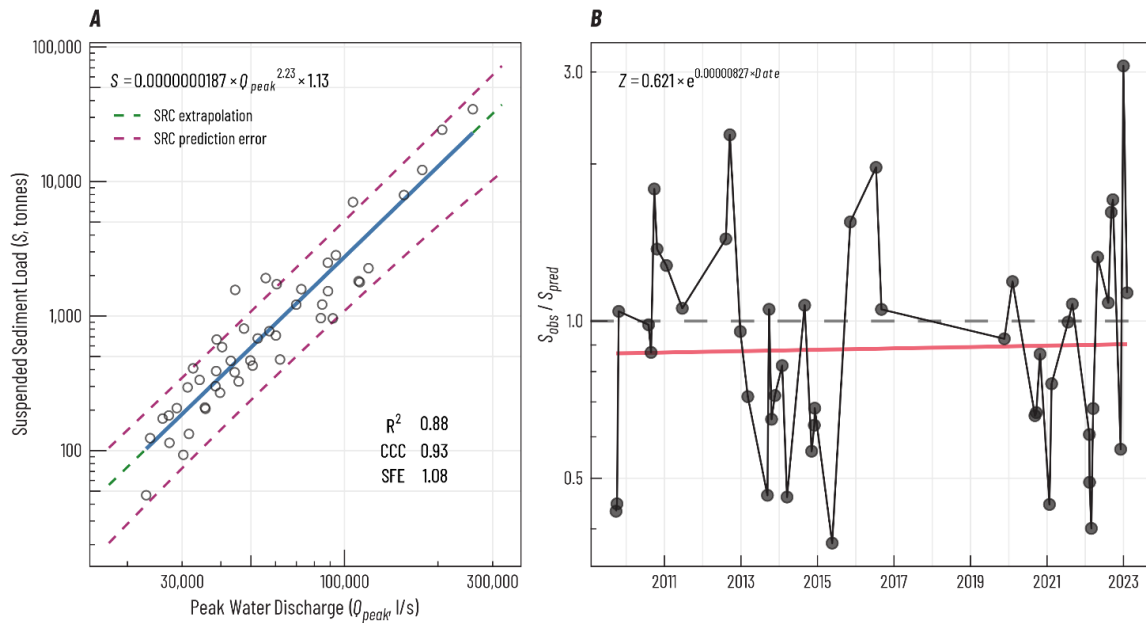 A
S = 0.0000000187 × Q_peak^2.23 × 1.13
SRC extrapolation
SRC prediction error
100,000
10,000
1,000
100
Suspended Sediment Load (S, tonnes)
R² 0.88
CCC 0.93
SFE 1.08
30,000 100,000 300,000
Peak Water Discharge (Q_peak, l/s)
B
Z = 0.621 × e^0.00000827×Date
3.0
2.0
1.0
0.5
S_obs / S_pred
2011 2013 2015 2017 2019 2021 2023